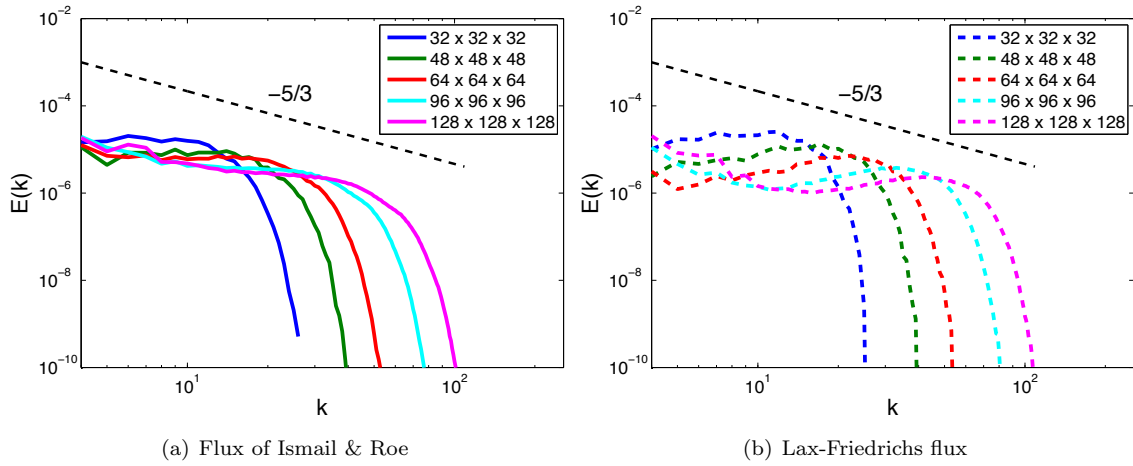 10^−2
10^−4
10^−6
10^−8
10^−10
E(k)
−5/3
32 x 32 x 32
48 x 48 x 48
64 x 64 x 64
96 x 96 x 96
128 x 128 x 128
10^1
10^2
k
(a) Flux of Ismail & Roe
10^−2
10^−4
10^−6
10^−8
10^−10
E(k)
−5/3
32 x 32 x 32
48 x 48 x 48
64 x 64 x 64
96 x 96 x 96
128 x 128 x 128
10^1
10^2
k
(b) Lax-Friedrichs flux